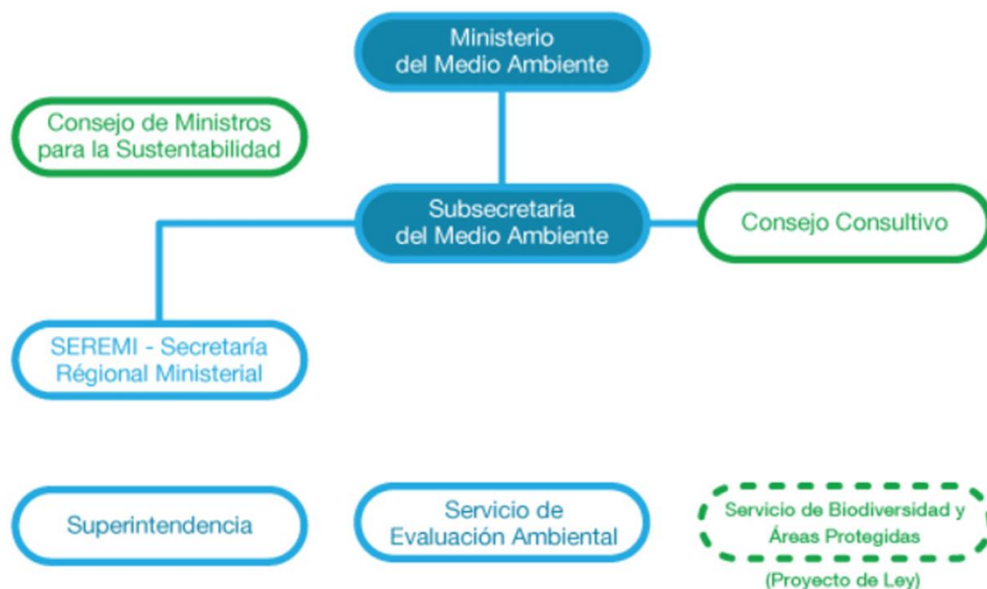 Ministerio
del Medio Ambiente
Consejo de Ministros
para la Sustentabilidad
Subsecretaría
del Medio Ambiente
Consejo Consultivo
SEREMI - Secretaría
Régional Ministerial
Superintendencia
Servicio de
Evaluación Ambiental
Servicio de Biodiversidad y
Áreas Protegidas
(Proyecto de Ley)